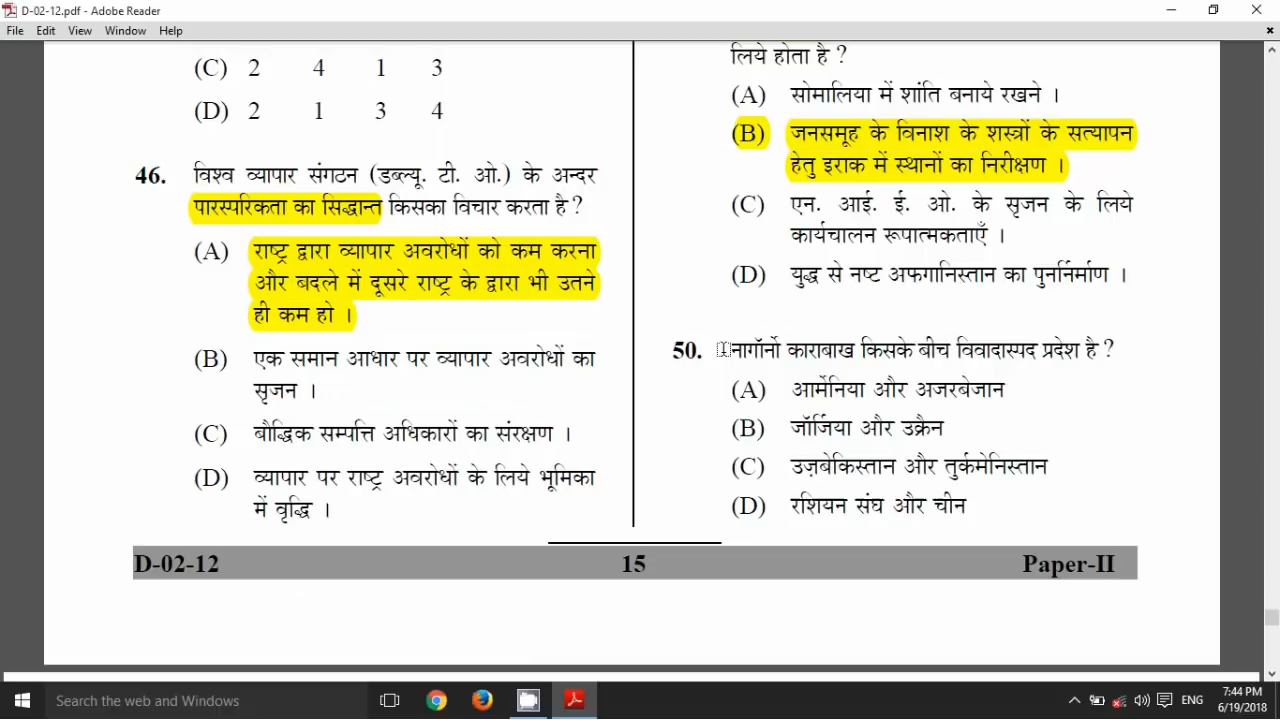 D-02-12.pdf - Adobe Reader
File Edit View Window Help
(C) 2 4 1 3
(D) 2 1 3 4
46. विश्व व्यापार संगठन (डब्ल्यू. टी. ओ.) के अन्दर
पारस्परिकता का सिद्धान्त किसका विचार करता है ?
(A) राष्ट्र द्वारा व्यापार अवरोधों को कम करना
और बदले में दूसरे राष्ट्र के द्वारा भी उतने
ही कम हो ।
(B) एक समान आधार पर व्यापार अवरोधों का
सृजन ।
(C) बौद्धिक सम्पत्ति अधिकारों का संरक्षण ।
(D) व्यापार पर राष्ट्र अवरोधों के लिये भूमिका
में वृद्धि ।
लिये होता है ?
(A) सोमालिया में शांति बनाये रखने ।
(B) जनसमूह के विनाश के शस्त्रों के सत्यापन
हेतु इराक में स्थानों का निरीक्षण ।
(C) एन. आई. ई. ओ. के सृजन के लिये
कार्यचालन रूपात्मकताएँ ।
(D) युद्ध से नष्ट अफगानिस्तान का पुनर्निर्माण ।
50. नागॉर्नो काराबाख किसके बीच विवादास्पद प्रदेश है ?
(A) आर्मेनिया और अजरबेजान
(B) जॉर्जिया और उक्रैन
(C) उज़बेकिस्तान और तुर्कमेनिस्तान
(D) रशियन संघ और चीन
D-02-12 15 Paper-II
Search the web and Windows
ENG
7:44 PM
6/19/2018